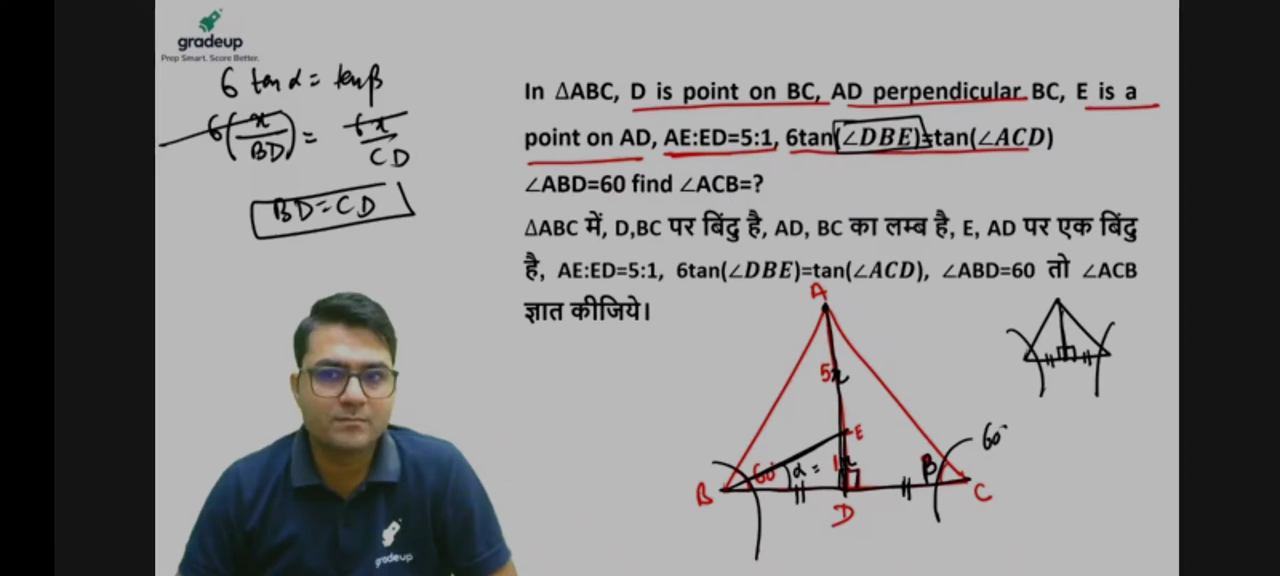 gradeup
Prep Smart. Score Better.
6 tan α = tan β
6(x/BD) = 6x/CD
BD = CD
In ΔABC, D is point on BC, AD perpendicular BC, E is a
point on AD, AE:ED=5:1, 6tan(∠DBE)=tan(∠ACD)
∠ABD=60 find ∠ACB=?
ΔABC में, D,BC पर बिंदु है, AD, BC का लम्ब है, E, AD पर एक बिंदु
है, AE:ED=5:1, 6tan(∠DBE)=tan(∠ACD), ∠ABD=60 तो ∠ACB
ज्ञात कीजिये।
A
5x
E
60°
B 60° α = 1x β C
D
gradeup